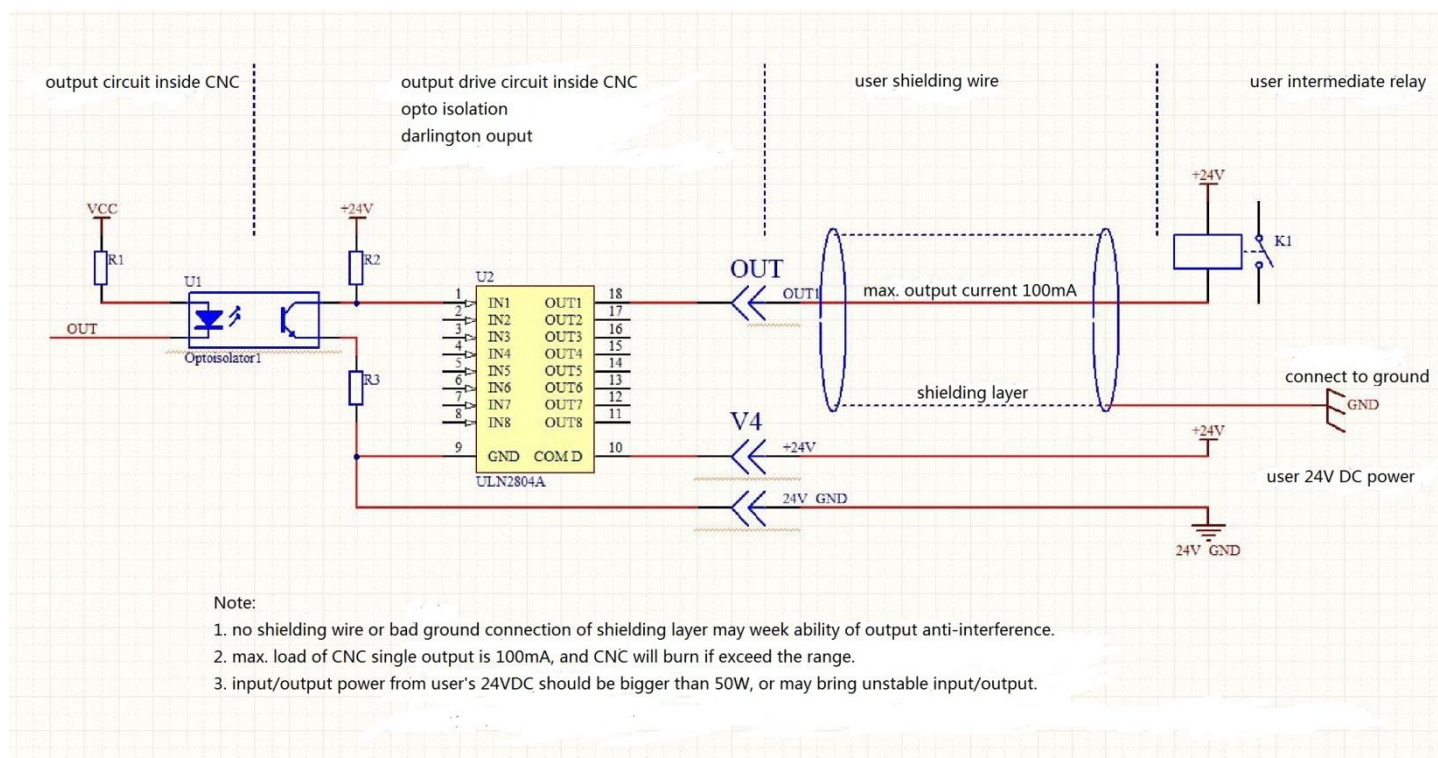 output circuit inside CNC
output drive circuit inside CNC
opto isolation
darlington ouput
user shielding wire
user intermediate relay
VCC
R1
+24V
R2
U1
OUT
Optoisolator1
R3
U2
1 IN1 OUT1 18
2 IN2 OUT2 17
3 IN3 OUT3 16
4 IN4 OUT4 15
5 IN5 OUT5 14
6 IN6 OUT6 13
7 IN7 OUT7 12
8 IN8 OUT8 11
9 GND COM D 10
ULN2804A
OUT
OUT1
max. output current 100mA
shielding layer
+24V
K1
connect to ground
GND
V4
+24V
+24V
user 24V DC power
24V GND
24V GND
Note:
1. no shielding wire or bad ground connection of shielding layer may week ability of output anti-interference.
2. max. load of CNC single output is 100mA, and CNC will burn if exceed the range.
3. input/output power from user's 24VDC should be bigger than 50W, or may bring unstable input/output.